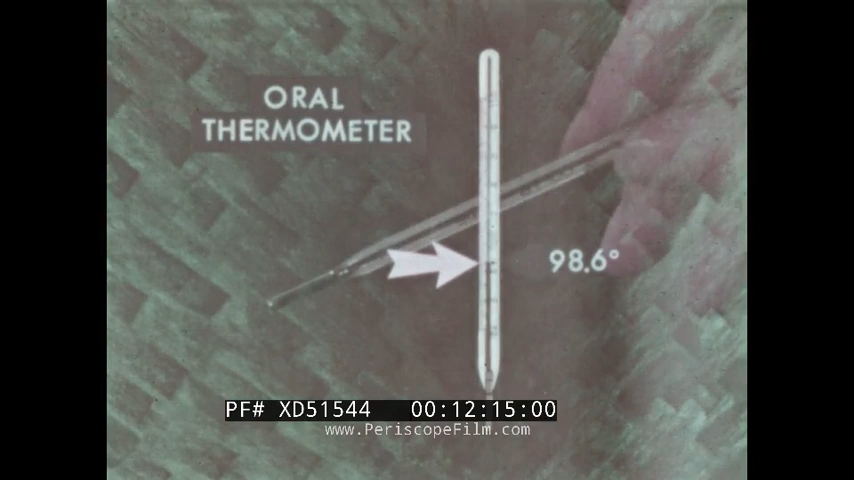 ORAL
THERMOMETER
98.6°
PF# XD51544 00:12:15:00
www.PeriscopeFilm.com